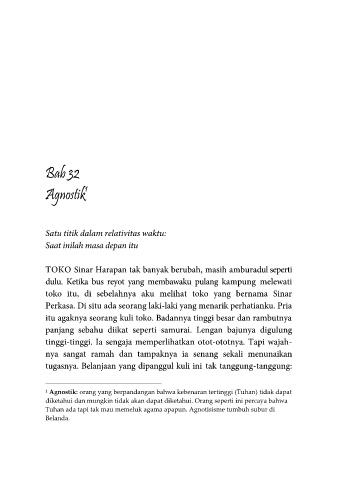 Bab 32
Agnostik¹
Satu titik dalam relativitas waktu:
Saat inilah masa depan itu
TOKO Sinar Harapan tak banyak berubah, masih amburadul seperti
dulu. Ketika bus reyot yang membawaku pulang kampung melewati
toko itu, di sebelahnya aku melihat toko yang bernama Sinar
Perkasa. Di situ ada seorang laki-laki yang menarik perhatianku. Pria
itu agaknya seorang kuli toko. Badannya tinggi besar dan rambutnya
panjang sebahu diikat seperti samurai. Lengan bajunya digulung
tinggi-tinggi. Ia sengaja memperlihatkan otot-ototnya. Tapi wajah-
nya sangat ramah dan tampaknya ia senang sekali menunaikan
tugasnya. Belanjaan yang dipanggul kuli ini tak tanggung-tanggung:
¹ Agnostik: orang yang berpandangan bahwa kebenaran tertinggi (Tuhan) tidak dapat
diketahui dan mungkin tidak akan dapat diketahui. Orang seperti ini percaya bahwa
Tuhan ada tapi tak mau memeluk agama apapun. Agnotisisme tumbuh subur di
Belanda.